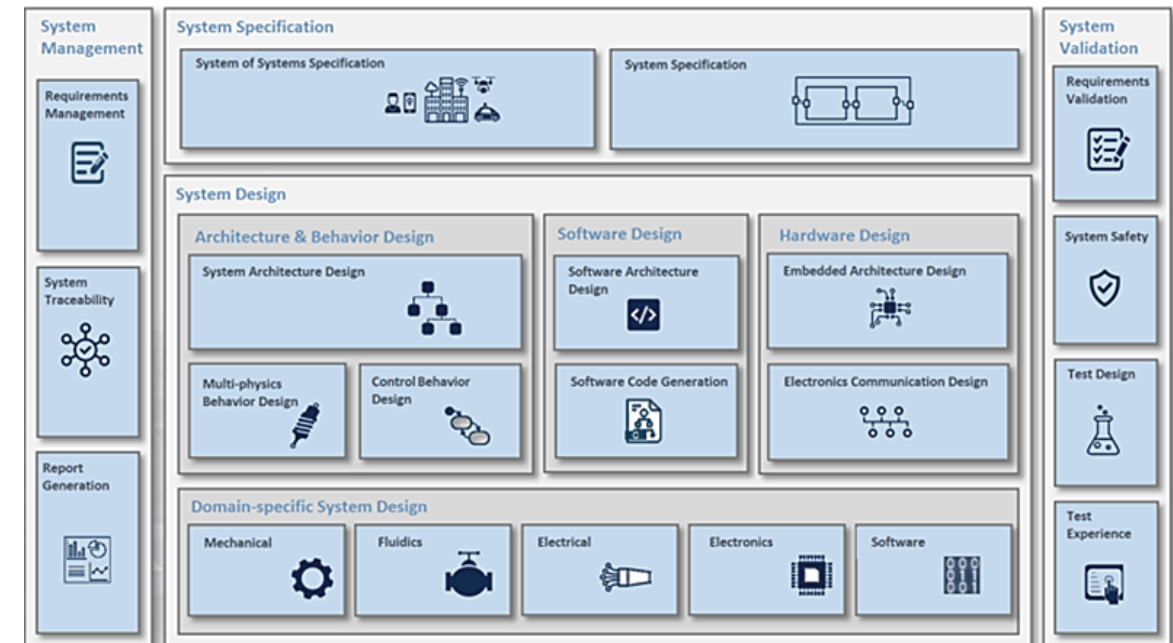 System
Management
Requirements
Management
System
Traceability
Report
Generation
System Specification
System of Systems Specification
System Specification
System Design
Architecture & Behavior Design
System Architecture Design
Multi-physics
Behavior Design
Control Behavior
Design
Software Design
Software Architecture
Design
</>
Software Code Generation
Hardware Design
Embedded Architecture Design
Electronics Communication Design
Domain-specific System Design
Mechanical
Fluidics
Electrical
Electronics
Software
System
Validation
Requirements
Validation
System Safety
Test Design
Test
Experience